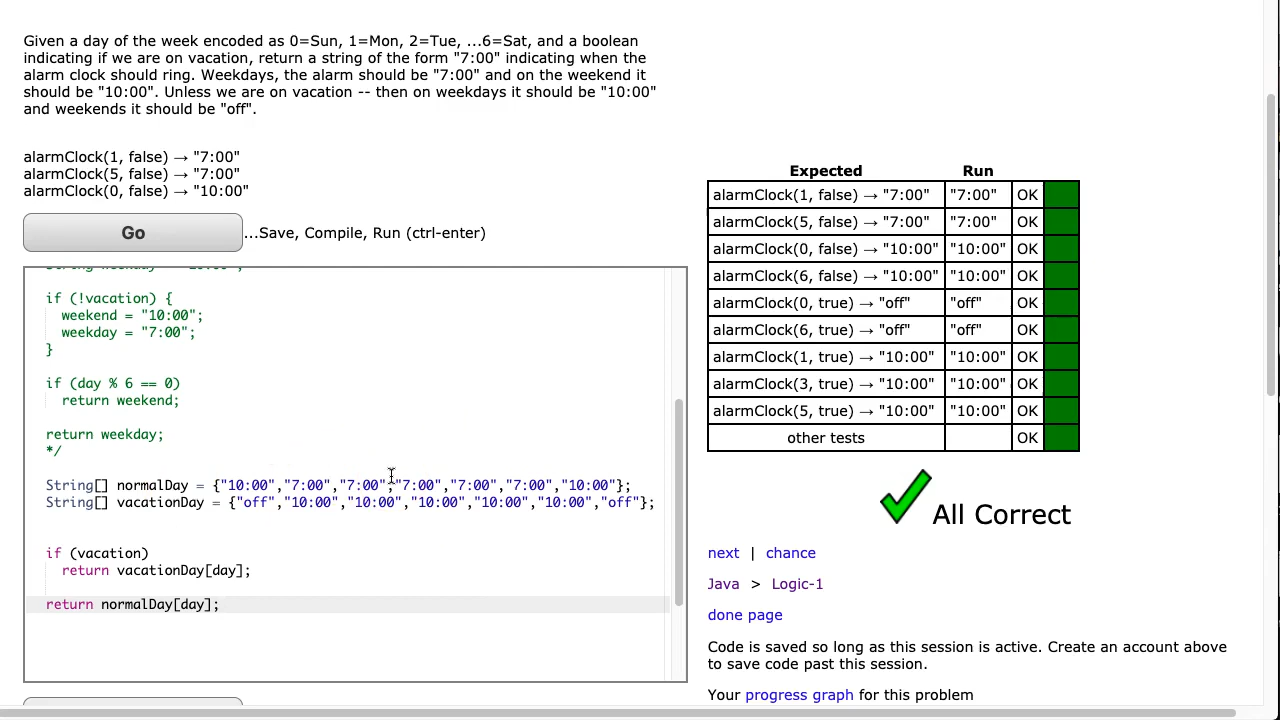 Given a day of the week encoded as 0=Sun, 1=Mon, 2=Tue, ...6=Sat, and a boolean
indicating if we are on vacation, return a string of the form "7:00" indicating when the
alarm clock should ring. Weekdays, the alarm should be "7:00" and on the weekend it
should be "10:00". Unless we are on vacation -- then on weekdays it should be "10:00"
and weekends it should be "off".
alarmClock(1, false) → "7:00"
alarmClock(5, false) → "7:00"
alarmClock(0, false) → "10:00"
Go ...Save, Compile, Run (ctrl-enter)
if (!vacation) {
weekend = "10:00";
weekday = "7:00";
}
if (day % 6 == 0)
return weekend;
return weekday;
*/
String[] normalDay = {"10:00","7:00","7:00","7:00","7:00","7:00","10:00"};
String[] vacationDay = {"off","10:00","10:00","10:00","10:00","10:00","off"};
if (vacation)
return vacationDay[day];
return normalDay[day];
Expected Run
alarmClock(1, false) → "7:00" "7:00" OK
alarmClock(5, false) → "7:00" "7:00" OK
alarmClock(0, false) → "10:00" "10:00" OK
alarmClock(6, false) → "10:00" "10:00" OK
alarmClock(0, true) → "off" "off" OK
alarmClock(6, true) → "off" "off" OK
alarmClock(1, true) → "10:00" "10:00" OK
alarmClock(3, true) → "10:00" "10:00" OK
alarmClock(5, true) → "10:00" "10:00" OK
other tests OK
All Correct
next | chance
Java > Logic-1
done page
Code is saved so long as this session is active. Create an account above
to save code past this session.
Your progress graph for this problem